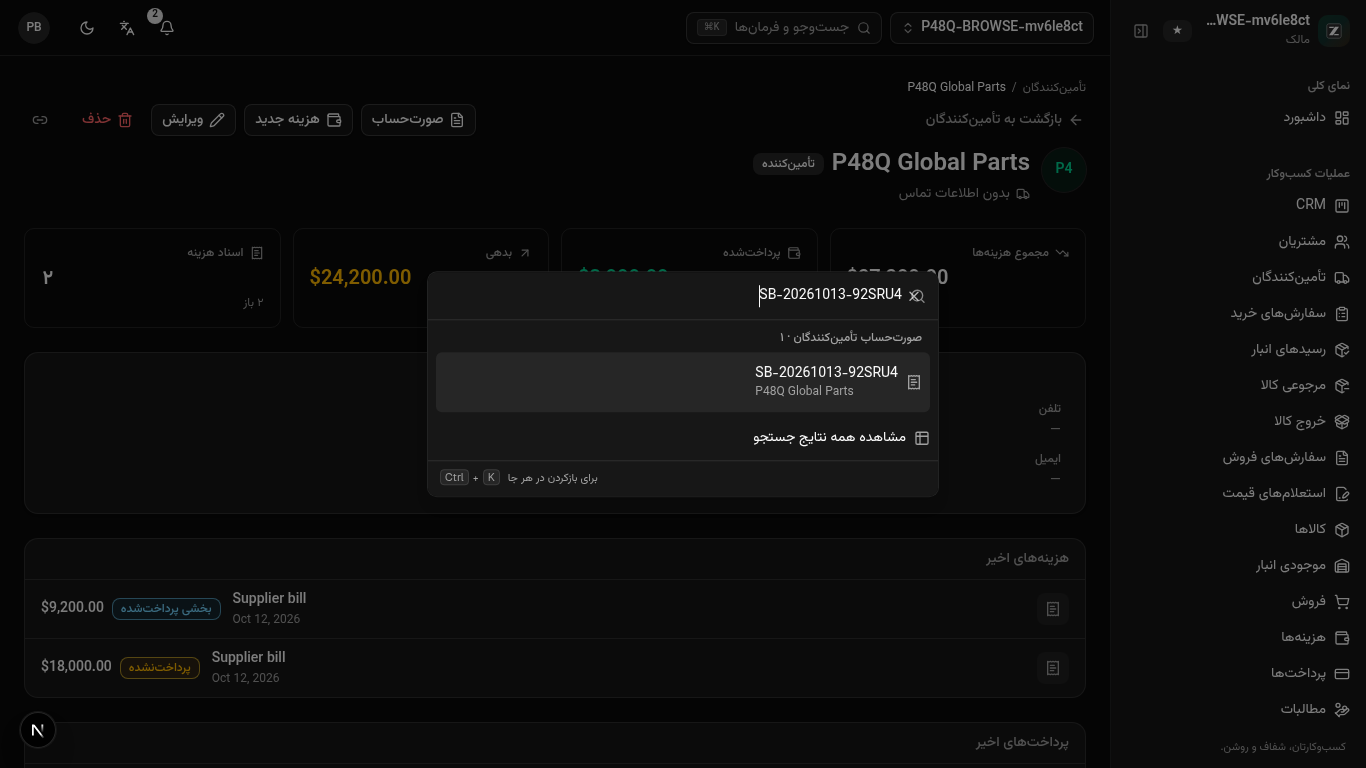 …WSE-mv6le8ct
مالک
نمای کلی
داشبورد
عملیات کسب‌وکار
CRM
مشتریان
تأمین‌کنندگان
سفارش‌های خرید
رسیدهای انبار
مرجوعی کالا
خروج کالا
سفارش‌های فروش
استعلام‌های قیمت
کالاها
موجودی انبار
فروش
هزینه‌ها
پرداخت‌ها
مطالبات
کسب‌وکارتان، شفاف و روشن.
P48Q-BROWSE-mv6le8ct
جست‌وجو و فرمان‌ها
⌘K
2
PB
تأمین‌کنندگان / P48Q Global Parts
بازگشت به تأمین‌کنندگان
صورت‌حساب
هزینه جدید
ویرایش
حذف
P4
P48Q Global Parts
تأمین‌کننده
بدون اطلاعات تماس
مجموع هزینه‌ها
پرداخت‌شده
بدهی
$24,200.00
اسناد هزینه
۲
۲ باز
SB-20261013-92SRU4
صورت‌حساب تأمین‌کنندگان · ۱
SB-20261013-92SRU4
P48Q Global Parts
مشاهده همه نتایج جستجو
برای بازکردن در هر جا
Ctrl + K
تلفن
—
ایمیل
—
هزینه‌های اخیر
Supplier bill
Oct 12, 2026
بخشی پرداخت‌شده
$9,200.00
Supplier bill
Oct 12, 2026
پرداخت‌نشده
$18,000.00
پرداخت‌های اخیر
N